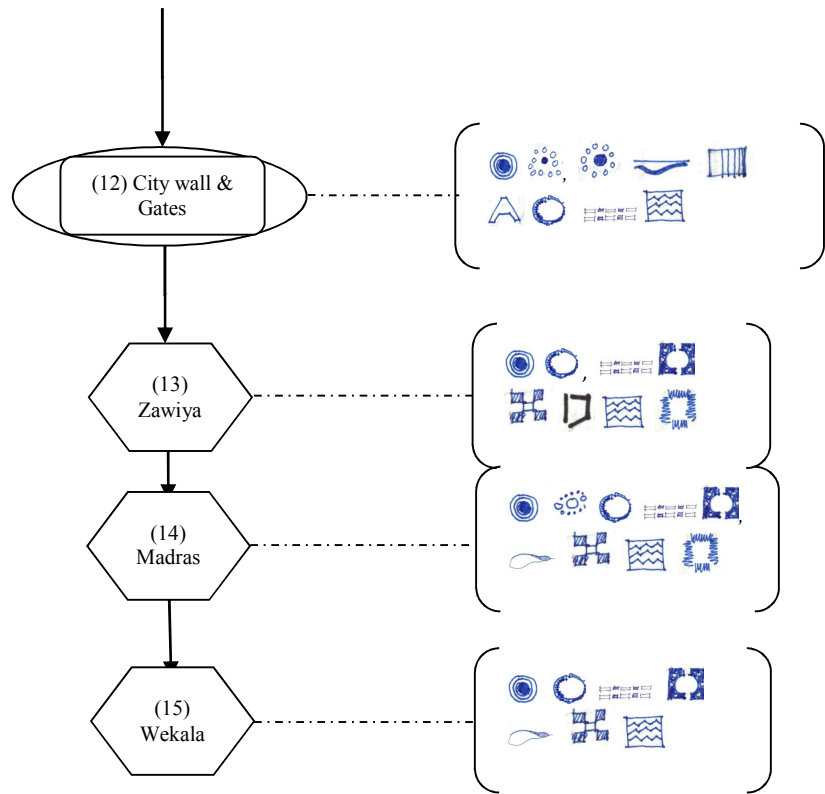 (12) City wall &
Gates
(13)
Zawiya
(14)
Madras
(15)
Wekala